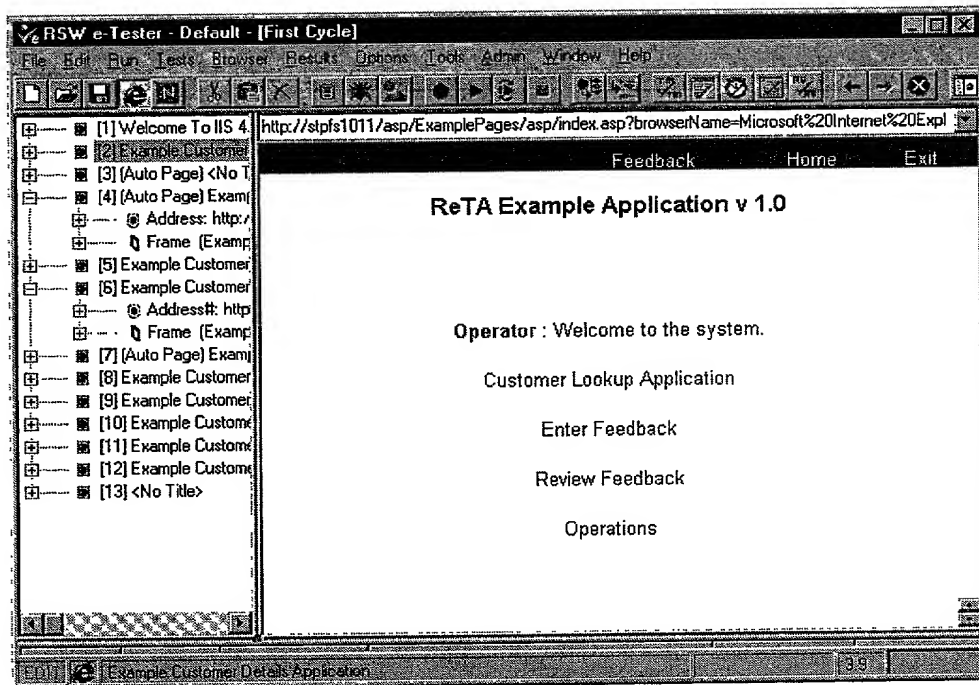 RSW e-Tester - Default - [First Cycle]
File Edit Run Tests Browser Results Options Tools Admin Window Help
[1] Welcome To IIS 4.
[2] Example Customer
[3] (Auto Page) <No T
[4] (Auto Page) Examp
Address: http:/
Frame (Examp
[5] Example Customer
[6] Example Customer
Address#: http
Frame (Examp
[7] (Auto Page) Examp
[8] Example Customer
[9] Example Customer
[10] Example Custome
[11] Example Custome
[12] Example Custome
[13] <No Title>
http://stpfs1011/asp/ExamplePages/asp/index.asp?browserName=Microsoft%20Internet%20Expl
Feedback Home Exit
ReTA Example Application v 1.0
Operator : Welcome to the system.
Customer Lookup Application
Enter Feedback
Review Feedback
Operations
EDIT Example Customer Details Application 3.9